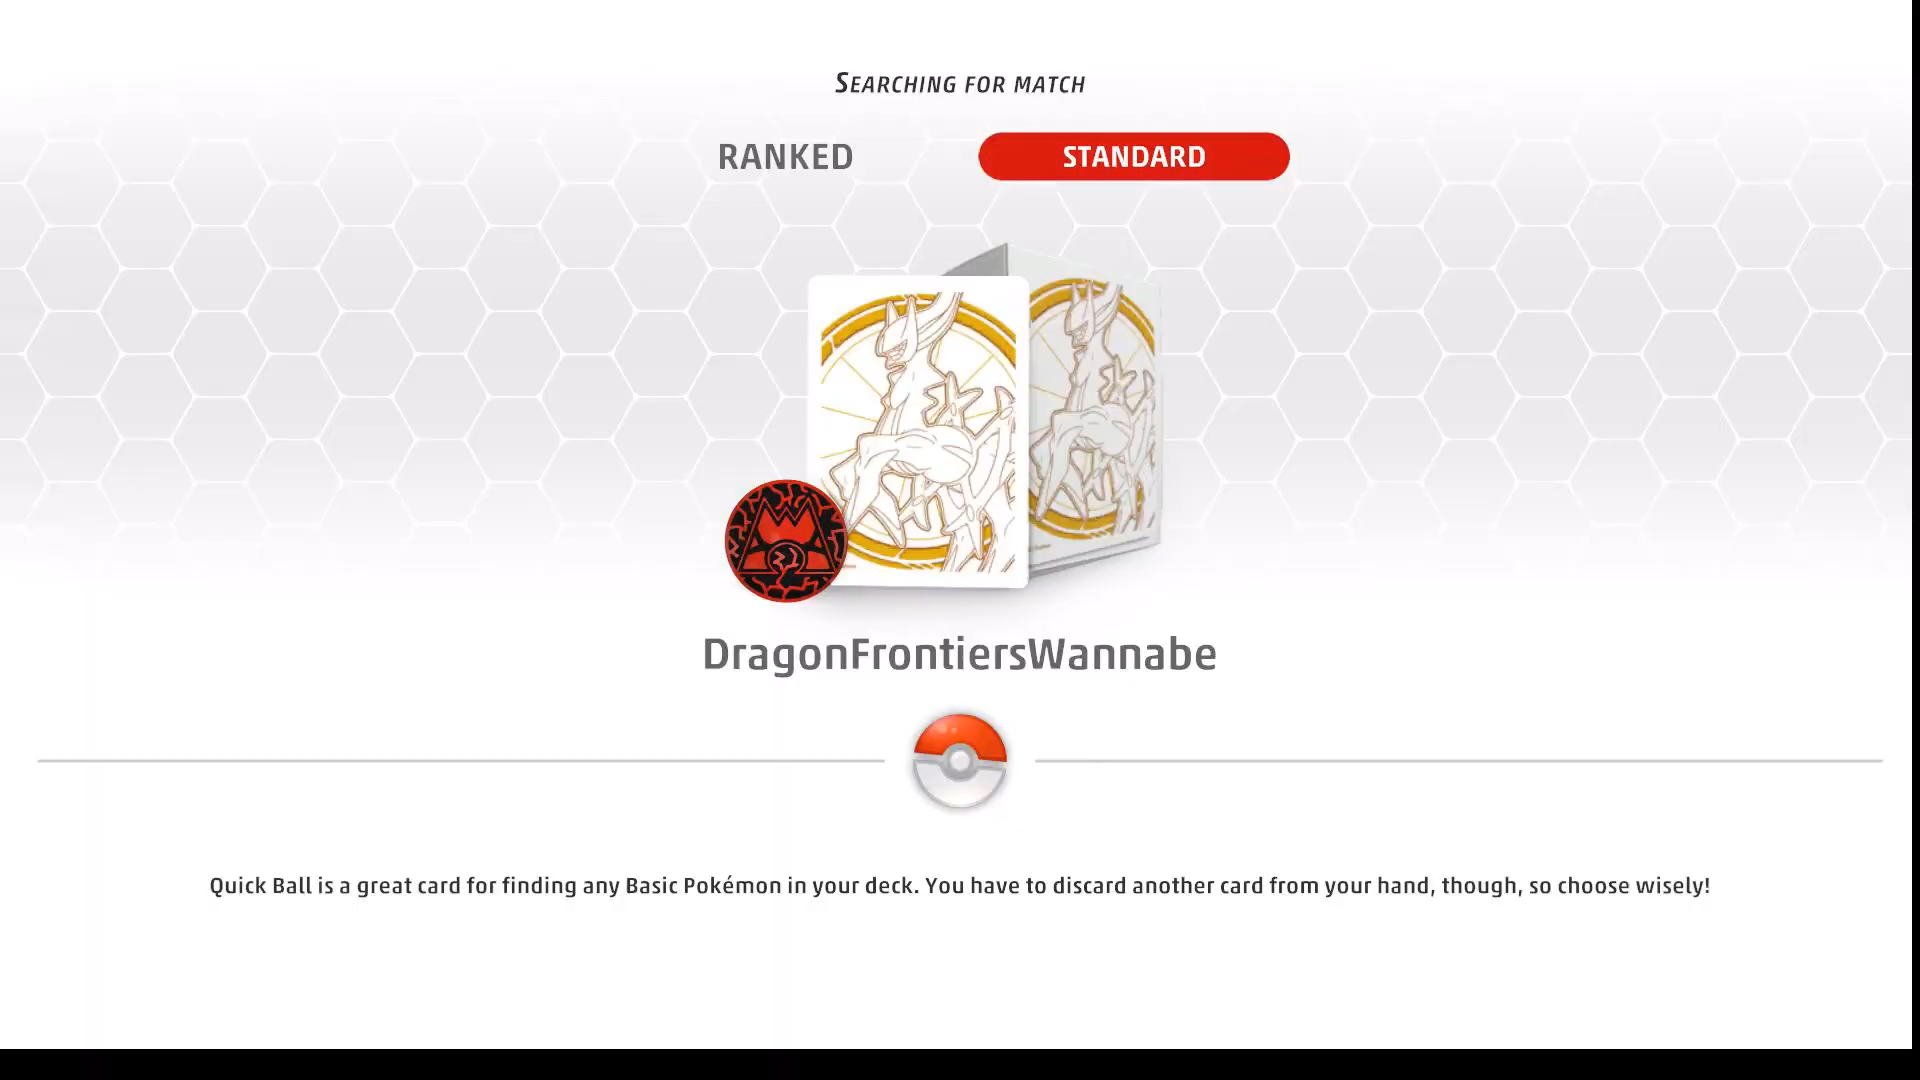 SEARCHING FOR MATCH
RANKED
STANDARD
DragonFrontiersWannabe
Quick Ball is a great card for finding any Basic Pokémon in your deck. You have to discard another card from your hand, though, so choose wisely!